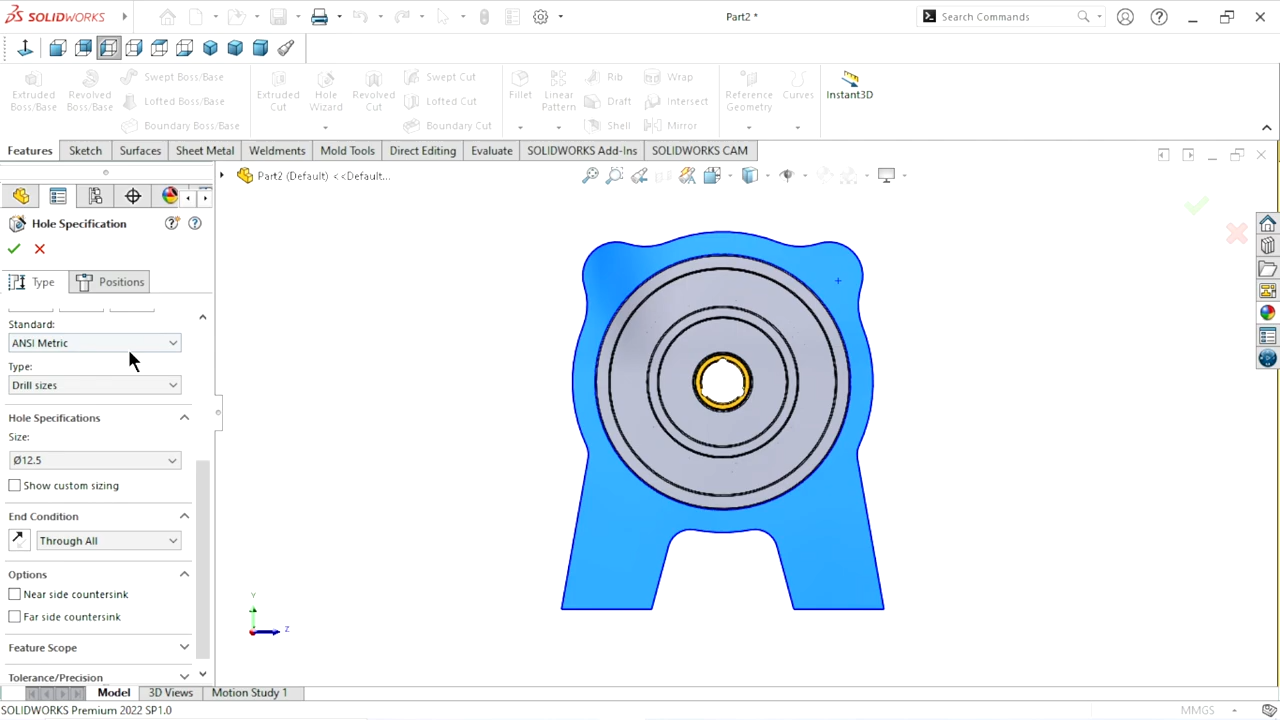 SOLIDWORKS
Part2 *
Search Commands
Extruded Boss/Base
Revolved Boss/Base
Swept Boss/Base
Lofted Boss/Base
Boundary Boss/Base
Extruded Cut
Hole Wizard
Revolved Cut
Swept Cut
Lofted Cut
Boundary Cut
Fillet
Linear Pattern
Rib
Draft
Shell
Wrap
Intersect
Mirror
Reference Geometry
Curves
Instant3D
Features
Sketch
Surfaces
Sheet Metal
Weldments
Mold Tools
Direct Editing
Evaluate
SOLIDWORKS Add-Ins
SOLIDWORKS CAM
Part2 (Default) <<Default...
Hole Specification
Type
Positions
Standard:
ANSI Metric
Type:
Drill sizes
Hole Specifications
Size:
Ø12.5
Show custom sizing
End Condition
Through All
Options
Near side countersink
Far side countersink
Feature Scope
Tolerance/Precision
Y
Z
Model
3D Views
Motion Study 1
SOLIDWORKS Premium 2022 SP1.0
MMGS